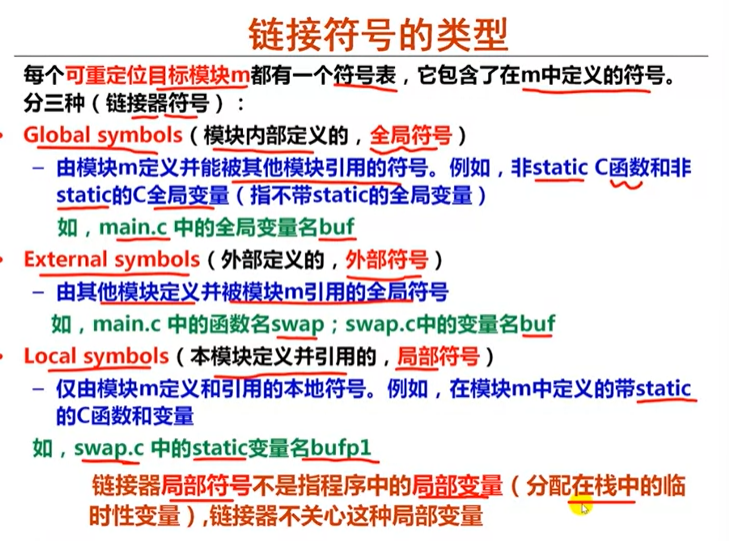 链接符号的类型
每个可重定位目标模块m都有一个符号表，它包含了在m中定义的符号。
分三种（链接器符号）：
• Global symbols（模块内部定义的，全局符号）
– 由模块m定义并能被其他模块引用的符号。例如，非static C函数和非
static的C全局变量（指不带static的全局变量）
如，main.c 中的全局变量名buf
• External symbols（外部定义的，外部符号）
– 由其他模块定义并被模块m引用的全局符号
如，main.c 中的函数名swap；swap.c中的变量名buf
• Local symbols（本模块定义并引用的，局部符号）
– 仅由模块m定义和引用的本地符号。例如，在模块m中定义的带static
的C函数和变量
如，swap.c 中的static变量名bufp1
链接器局部符号不是指程序中的局部变量（分配在栈中的临
时性变量）,链接器不关心这种局部变量